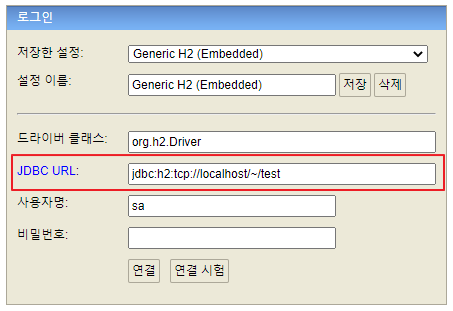 로그인
저장한 설정: Generic H2 (Embedded)
설정 이름: Generic H2 (Embedded) 저장 삭제
드라이버 클래스: org.h2.Driver
JDBC URL: jdbc:h2:tcp://localhost/~/test
사용자명: sa
비밀번호:
연결 연결 시험